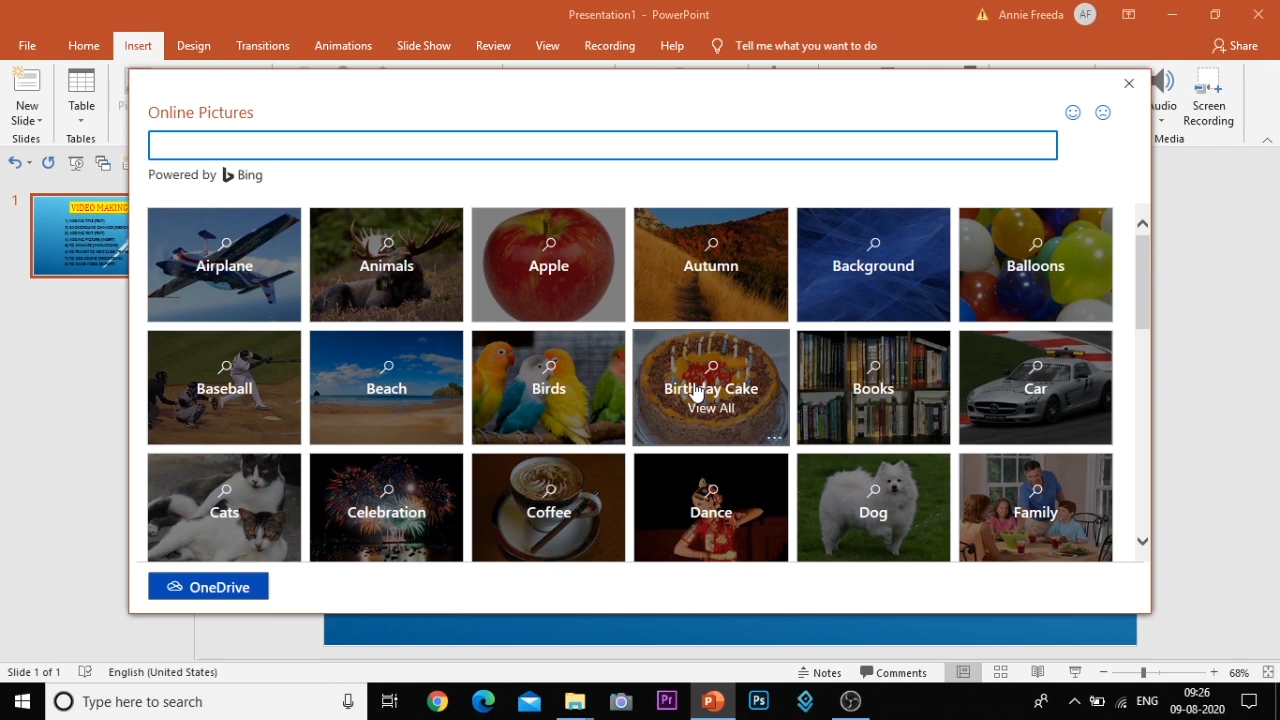 Presentation1 - PowerPoint
Annie Freeda AF
File Home Insert Design Transitions Animations Slide Show Review View Recording Help Tell me what you want to do Share
New
Slide
Slides
Table
Tables
Screen
Recording
Media
Online Pictures
Powered by Bing
1
VIDEO MAKING
Airplane Animals Apple Autumn Background Balloons
Baseball Beach Birds Birthday Cake Books Car
View All
Cats Celebration Coffee Dance Dog Family
OneDrive
Slide 1 of 1 English (United States) Notes Comments 68%
Type here to search
Pr P Ps
ENG
09:26
09-08-2020